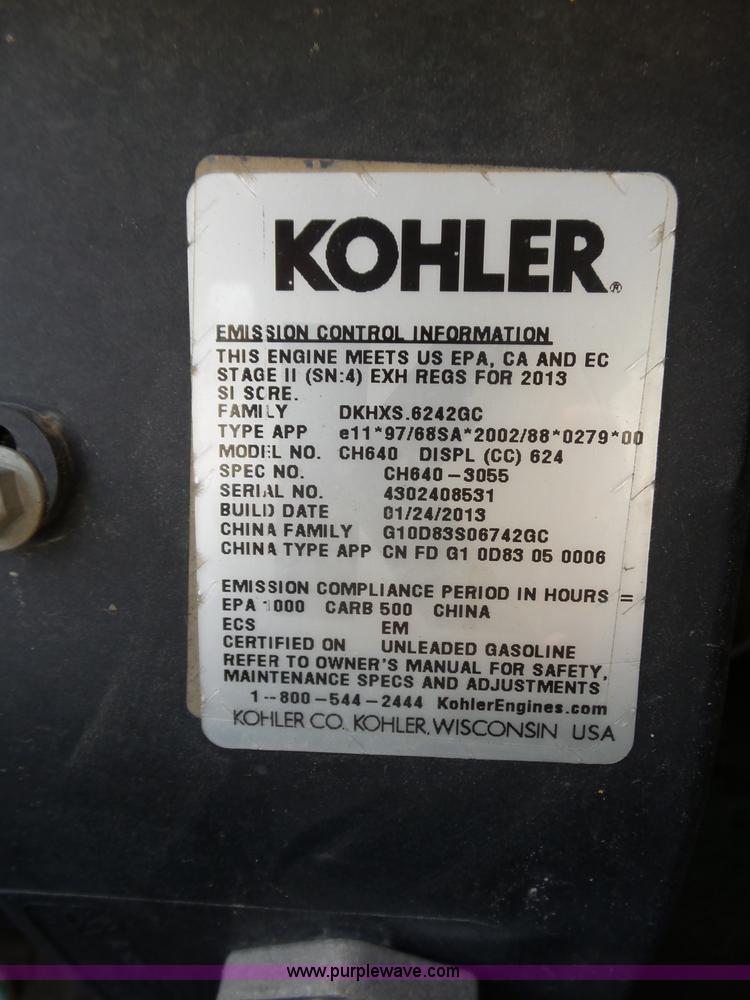 KOHLER®
EMISSION CONTROL INFORMATION
THIS ENGINE MEETS US EPA, CA AND EC
STAGE II (SN:4) EXH REGS FOR 2013
SI SORE.
FAMILY DKHXS.6242GC
TYPE APP e11*97/68SA*2002/88*0279*00
MODEL NO. CH640 DISPL (CC) 624
SPEC NO. CH640-3055
SERIAL NO. 4302408531
BUILD DATE 01/24/2013
CHINA FAMILY G10D83S06742GC
CHINA TYPE APP CN FD G1 0D83 05 0006
EMISSION COMPLIANCE PERIOD IN HOURS =
EPA 1000 CARB 500 CHINA
ECS EM
CERTIFIED ON UNLEADED GASOLINE
REFER TO OWNER'S MANUAL FOR SAFETY,
MAINTENANCE SPECS AND ADJUSTMENTS
1-800-544-2444 KohlerEngines.com
KOHLER CO. KOHLER, WISCONSIN USA
www.purplewave.com